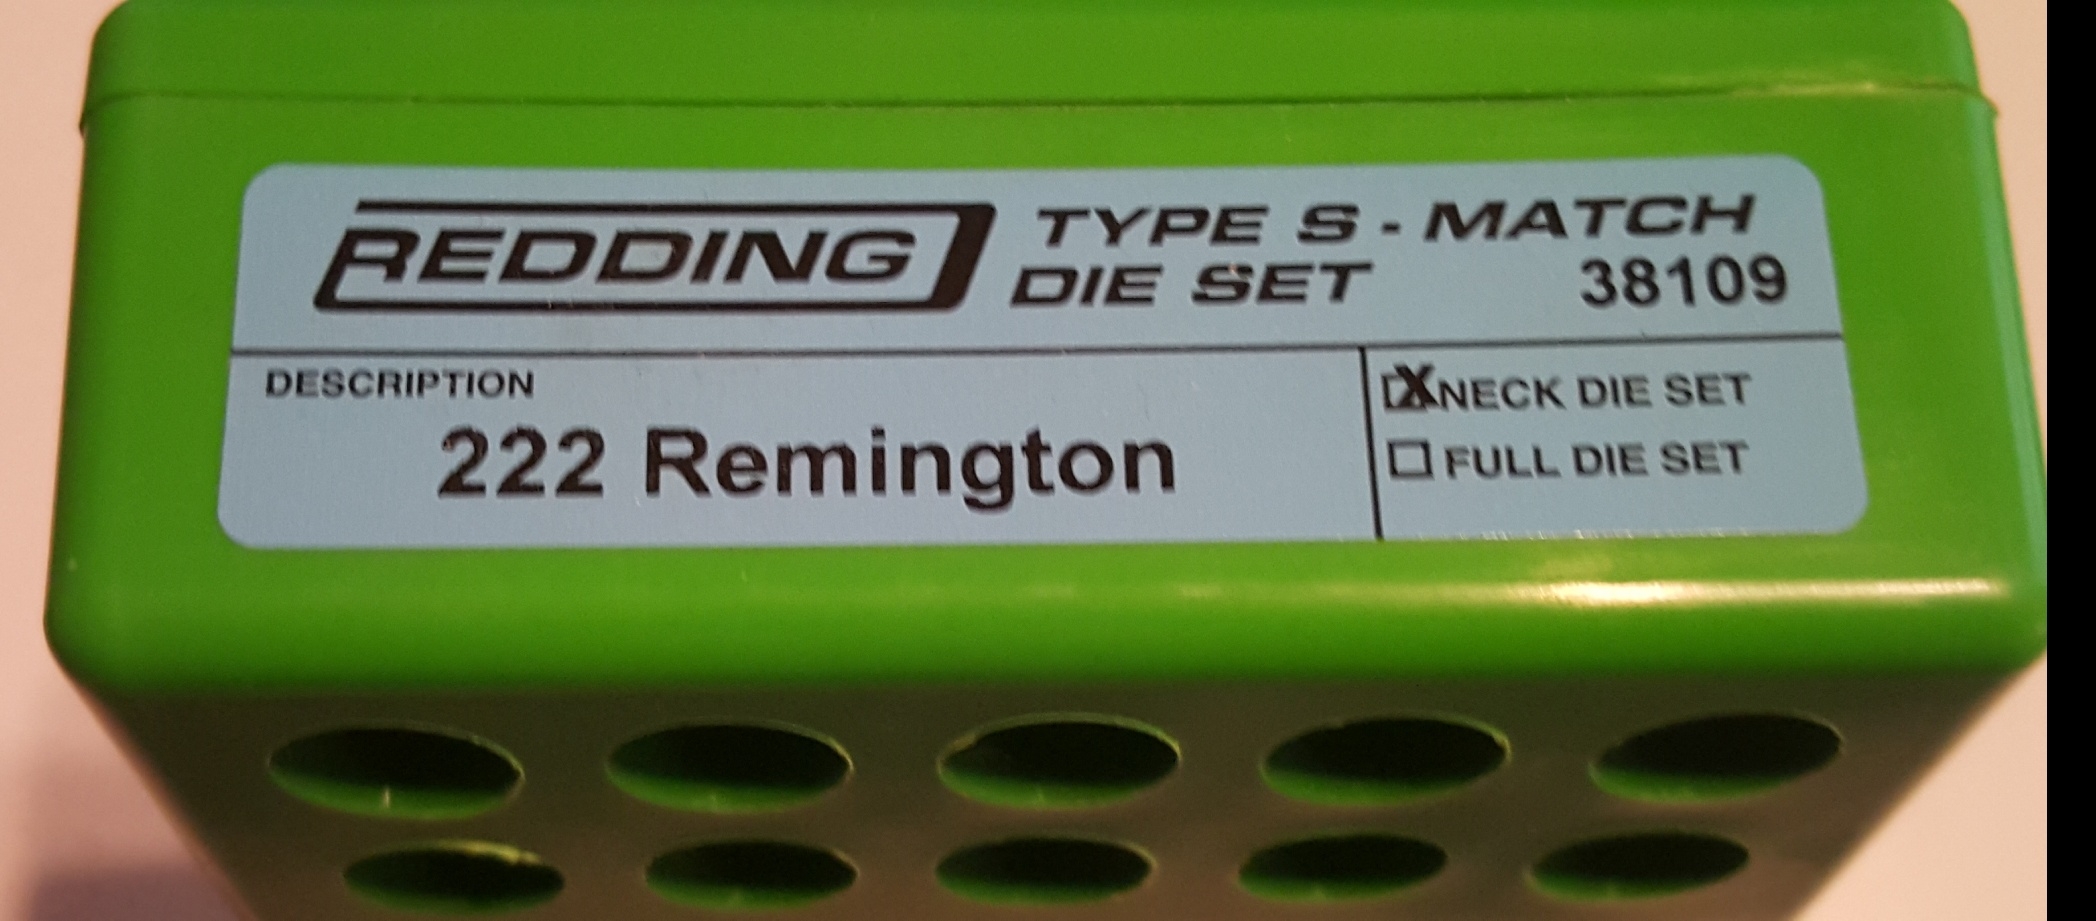 REDDING TYPE S - MATCH
DIE SET 38109
DESCRIPTION
222 Remington
X NECK DIE SET
FULL DIE SET